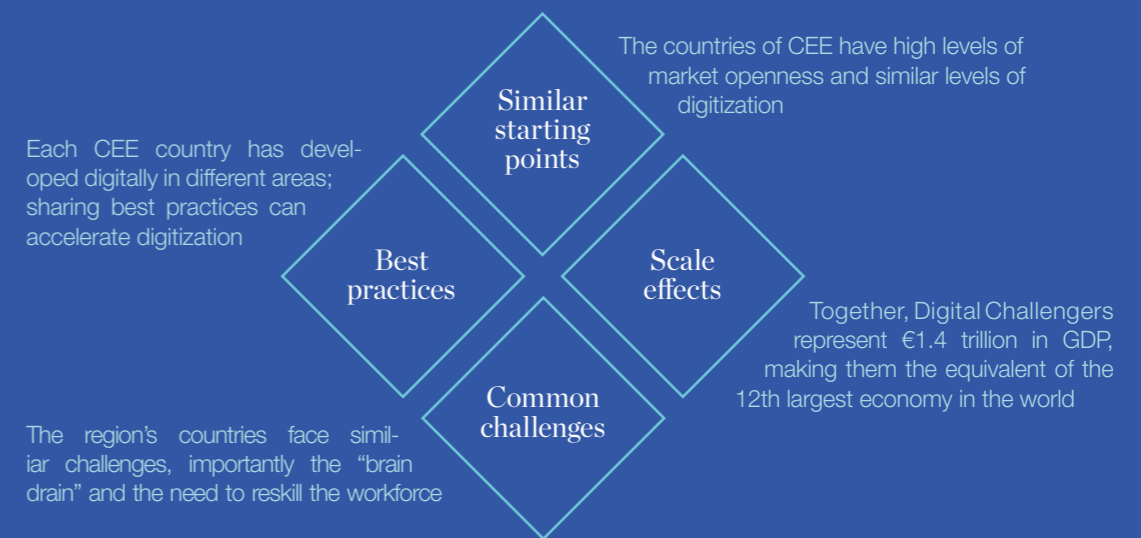 Similar
starting
points
The countries of CEE have high levels of
market openness and similar levels of
digitization
Each CEE country has devel-
oped digitally in different areas;
sharing best practices can
accelerate digitization
Best
practices
Scale
effects
Together, Digital Challengers
represent €1.4 trillion in GDP,
making them the equivalent of the
12th largest economy in the world
Common
challenges
The region’s countries face simil-
iar challenges, importantly the “brain
drain” and the need to reskill the workforce